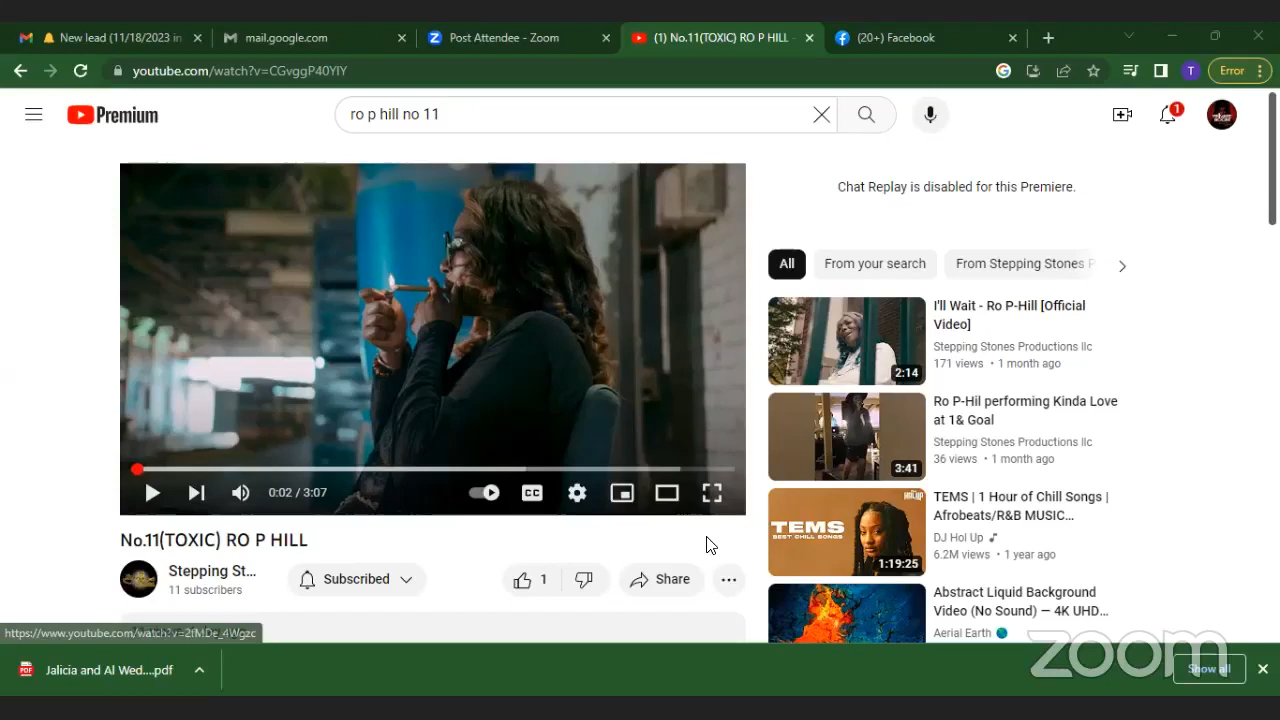 New lead (11/18/2023 in
mail.google.com
Post Attendee - Zoom
(1) No.11(TOXIC) RO P HILL -
(20+) Facebook
youtube.com/watch?v=CGvggP40YlY
T
Error
Premium
ro p hill no 11
1
Chat Replay is disabled for this Premiere.
All
From your search
From Stepping Stones P
I'll Wait - Ro P-Hill [Official
Video]
Stepping Stones Productions llc
171 views • 1 month ago
2:14
Ro P-Hil performing Kinda Love
at 1& Goal
Stepping Stones Productions llc
36 views • 1 month ago
3:41
TEMS | 1 Hour of Chill Songs |
Afrobeats/R&B MUSIC...
DJ Hol Up
6.2M views • 1 year ago
TEMS
BEST CHILL SONGS
1:19:25
Abstract Liquid Background
Video (No Sound) — 4K UHD...
Aerial Earth
0:02 / 3:07
CC
No.11(TOXIC) RO P HILL
Stepping St...
11 subscribers
Subscribed
1
Share
PDF
Jalicia and Al Wed....pdf
Show all
zoom